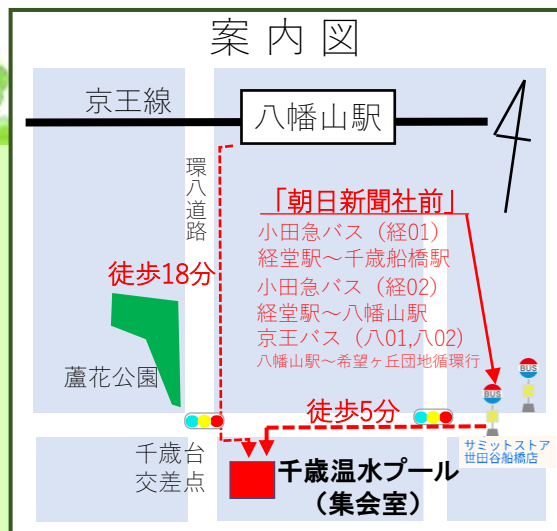 案内図
京王線
八幡山駅
環八道路
「朝日新聞社前」
小田急バス（経01）
経堂駅～千歳船橋駅
小田急バス（経02）
経堂駅～八幡山駅
京王バス（八01,八02）
八幡山駅～希望ヶ丘団地循環行
徒歩18分
蘆花公園
BUS
BUS
徒歩5分
サミットストア
世田谷船橋店
千歳台
交差点
千歳温水プール
（集会室）